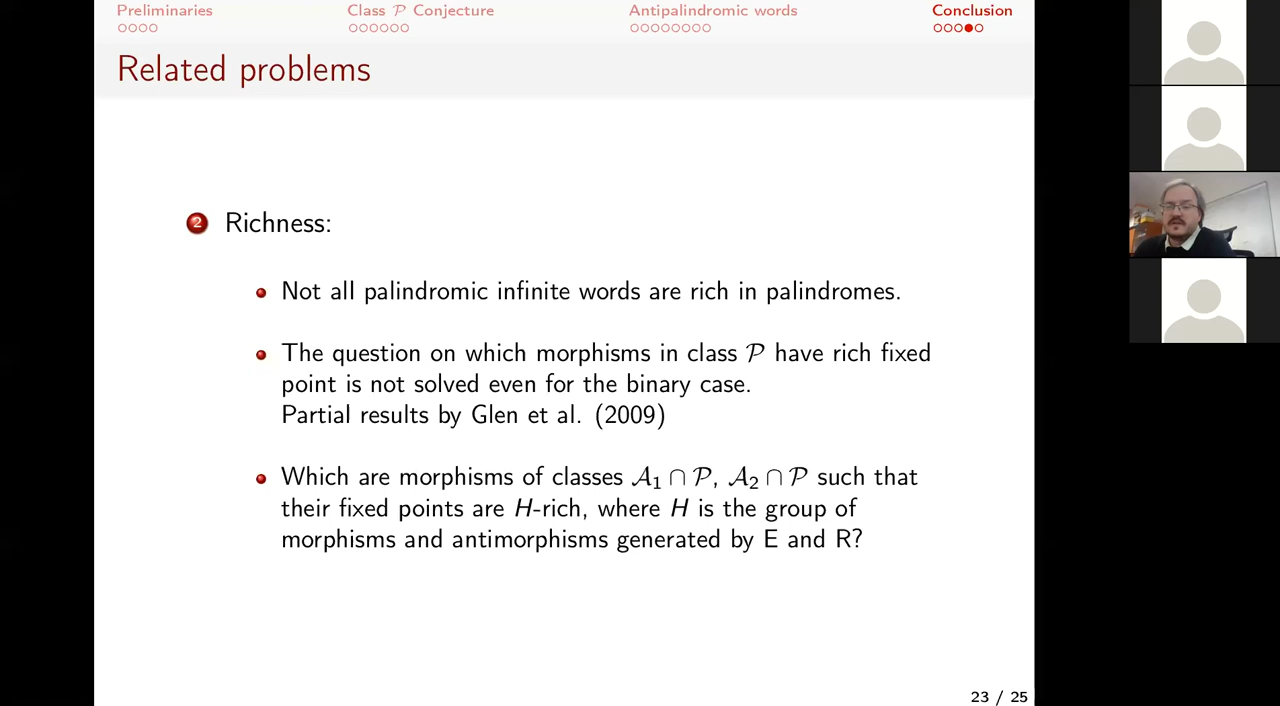 Preliminaries Class 𝒫 Conjecture Antipalindromic words Conclusion
Related problems
2 Richness:
Not all palindromic infinite words are rich in palindromes.
The question on which morphisms in class 𝒫 have rich fixed
point is not solved even for the binary case.
Partial results by Glen et al. (2009)
Which are morphisms of classes 𝒜₁ ∩ 𝒫, 𝒜₂ ∩ 𝒫 such that
their fixed points are H-rich, where H is the group of
morphisms and antimorphisms generated by E and R?
23 / 25